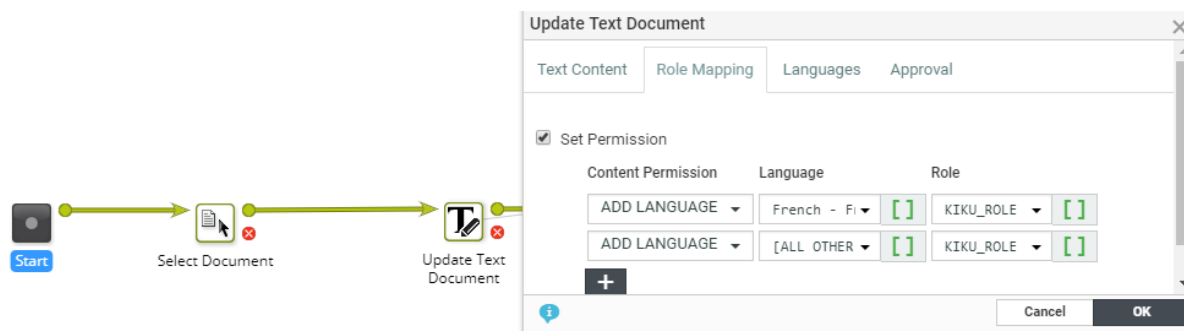 Update Text Document
Text Content Role Mapping Languages Approval
Set Permission
Content Permission Language Role
ADD LANGUAGE French - F [] KIKU_ROLE []
ADD LANGUAGE [ALL OTHER [] KIKU_ROLE []
+
Cancel OK
Start
Select Document
Update Text
Document